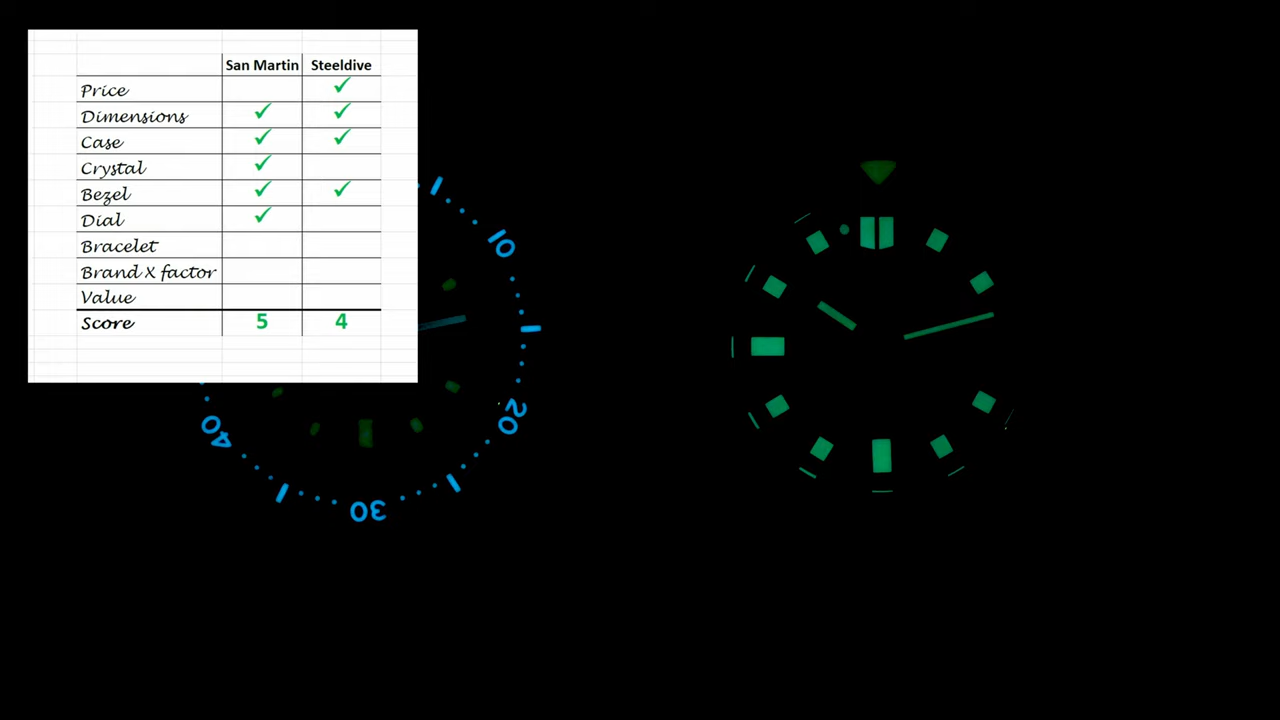 San Martin Steeldive
Price ✓
Dimensions ✓ ✓
Case ✓ ✓
Crystal ✓
Bezel ✓ ✓
Dial ✓
Bracelet
Brand X factor
Value
Score 5 4
10
20
30
40